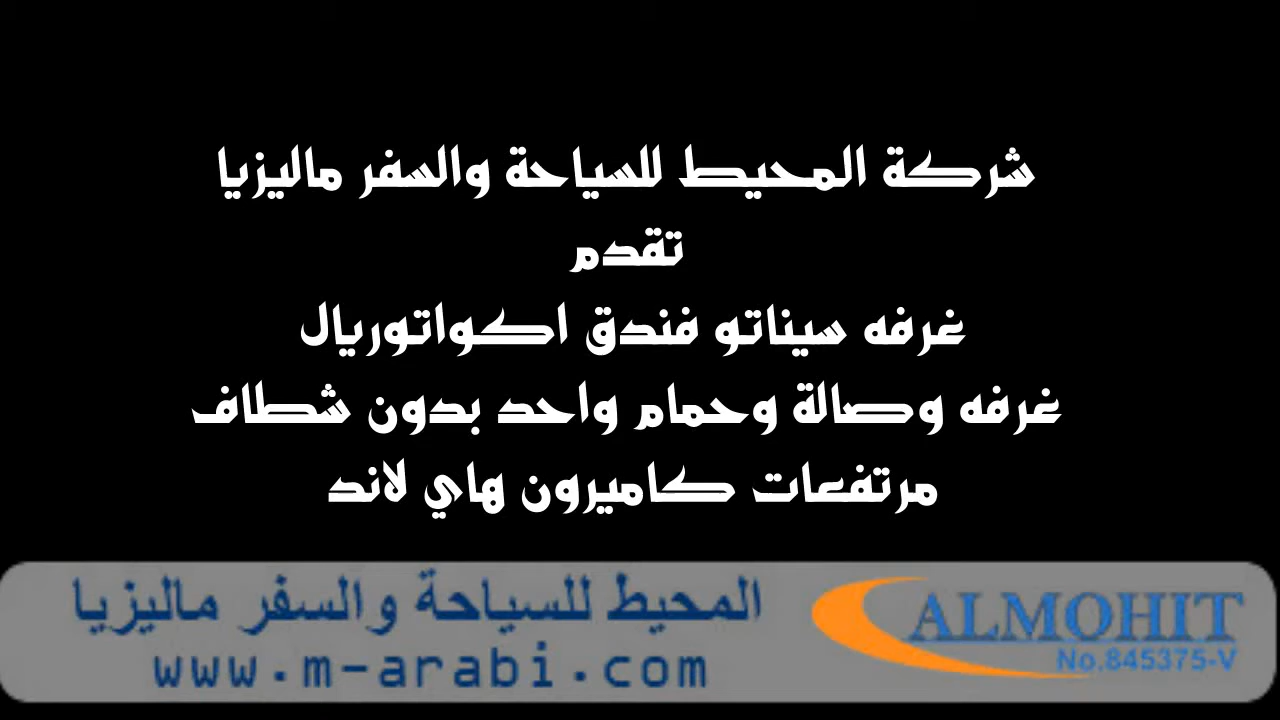 شركة المحيط للسياحة والسفر ماليزيا
تقدم
غرفه سيناتو فندق اكواتوريال
غرفه وصالة وحمام واحد بدون شطاف
مرتفعات كاميرون هاي لاند
المحيط للسياحة والسفر ماليزيا
www.m-arabi.com
ALMOHIT
No.845375-V